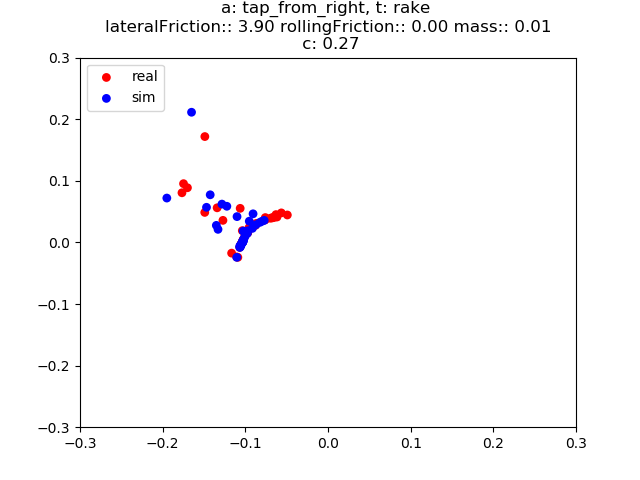 a: tap_from_right, t: rake
lateralFriction:: 3.90 rollingFriction:: 0.00 mass:: 0.01
c: 0.27
real
sim
0.3
0.2
0.1
0.0
−0.1
−0.2
−0.3
−0.3 −0.2 −0.1 0.0 0.1 0.2 0.3